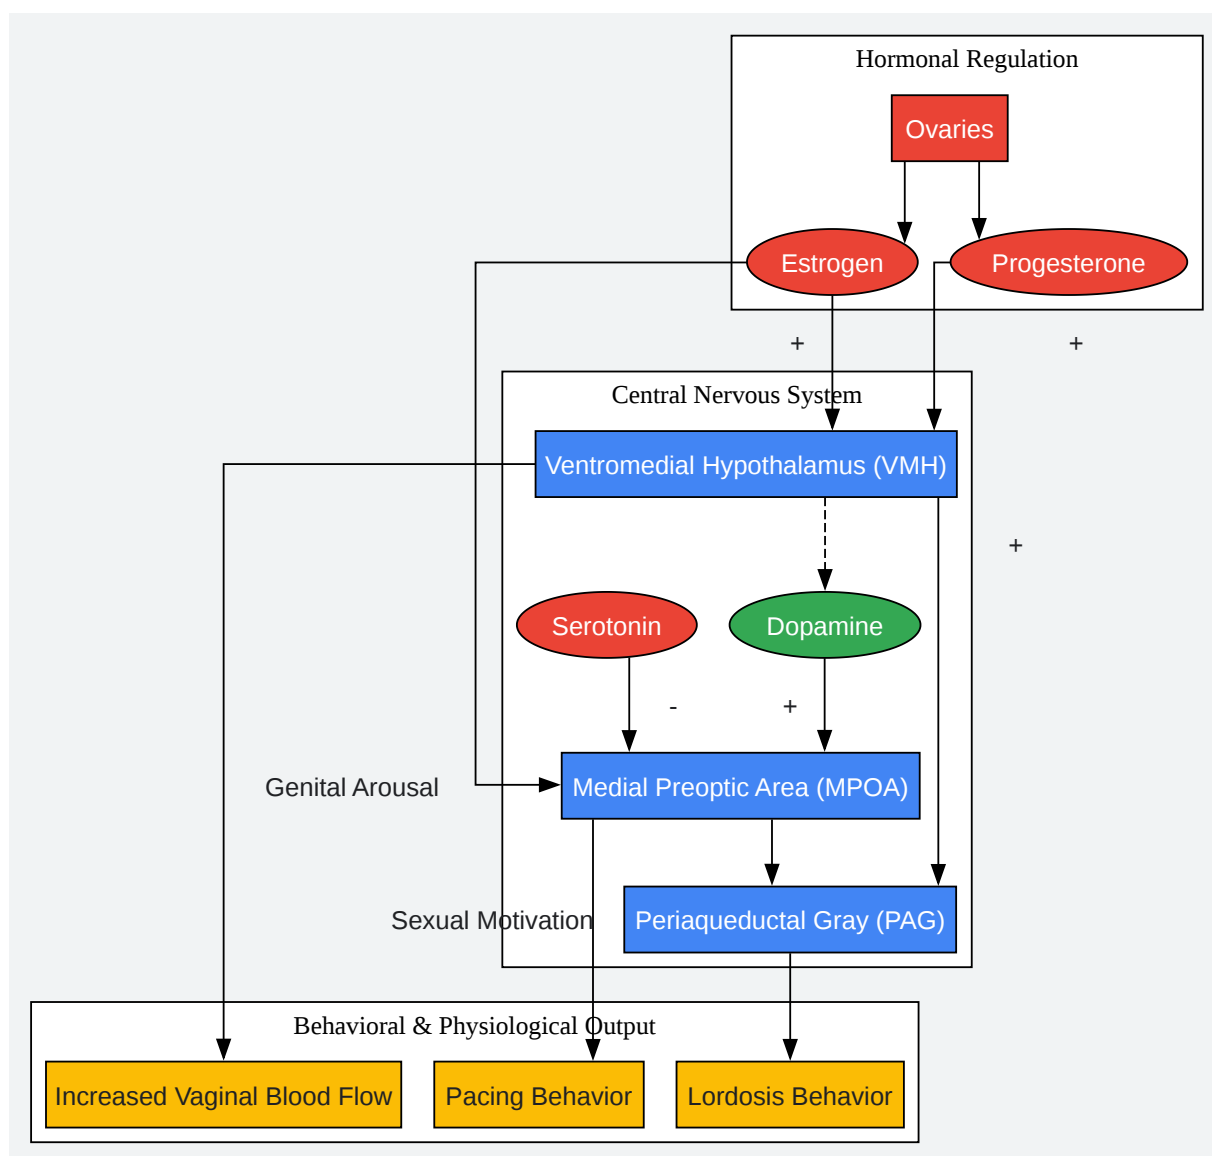 Hormonal Regulation
Ovaries
Estrogen
Progesterone
+
+
Central Nervous System
Ventromedial Hypothalamus (VMH)
+
Serotonin
Dopamine
-
+
Genital Arousal
Medial Preoptic Area (MPOA)
Sexual Motivation
Periaqueductal Gray (PAG)
Behavioral & Physiological Output
Increased Vaginal Blood Flow
Pacing Behavior
Lordosis Behavior